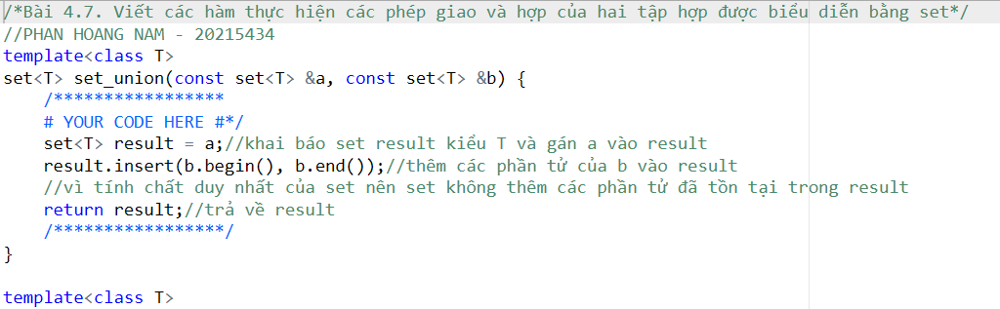 /*Bài 4.7. Viết các hàm thực hiện các phép giao và hợp của hai tập hợp được biểu diễn bằng set*/
//PHAN HOANG NAM - 20215434
template<class T>
set<T> set_union(const set<T> &a, const set<T> &b) {
    /*****************
    # YOUR CODE HERE #*/
    set<T> result = a;//khai báo set result kiểu T và gán a vào result
    result.insert(b.begin(), b.end());//thêm các phần tử của b vào result
    //vì tính chất duy nhất của set nên set không thêm các phần tử đã tồn tại trong result
    return result;//trả về result
    /*****************/
}
template<class T>